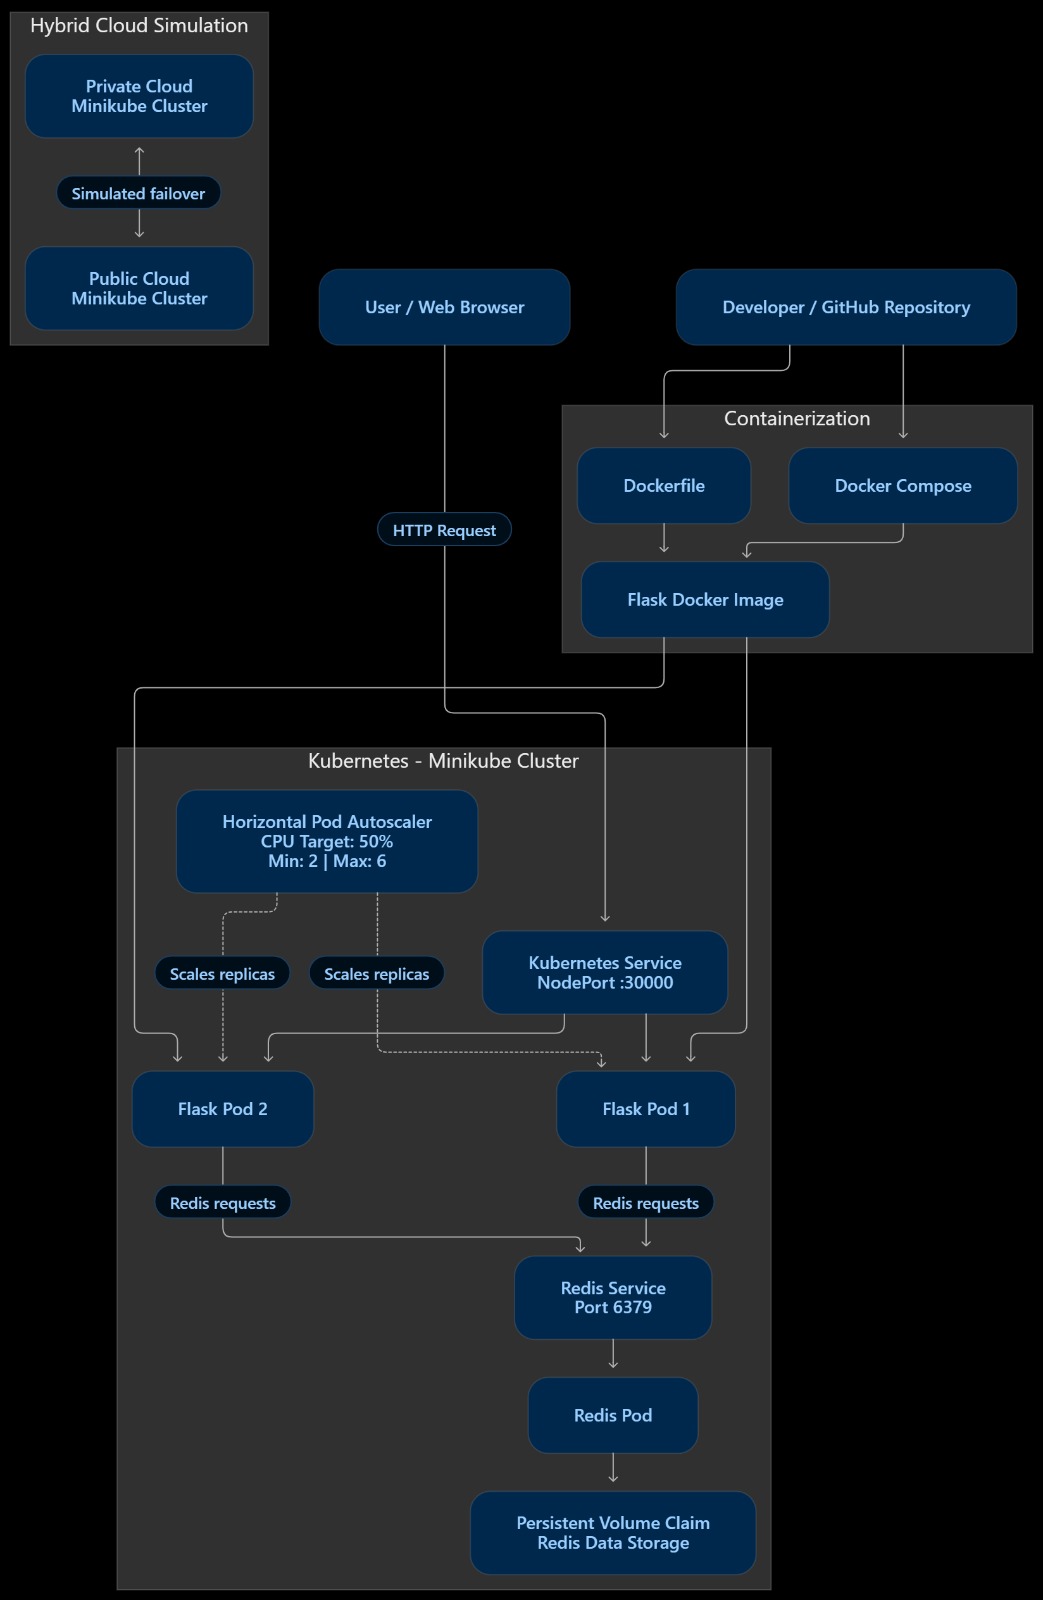 Hybrid Cloud Simulation
Private Cloud
Minikube Cluster
Simulated failover
Public Cloud
Minikube Cluster
User / Web Browser
Developer / GitHub Repository
Containerization
Dockerfile
Docker Compose
HTTP Request
Flask Docker Image
Kubernetes - Minikube Cluster
Horizontal Pod Autoscaler
CPU Target: 50%
Min: 2 | Max: 6
Scales replicas
Scales replicas
Kubernetes Service
NodePort :30000
Flask Pod 2
Flask Pod 1
Redis requests
Redis requests
Redis Service
Port 6379
Redis Pod
Persistent Volume Claim
Redis Data Storage